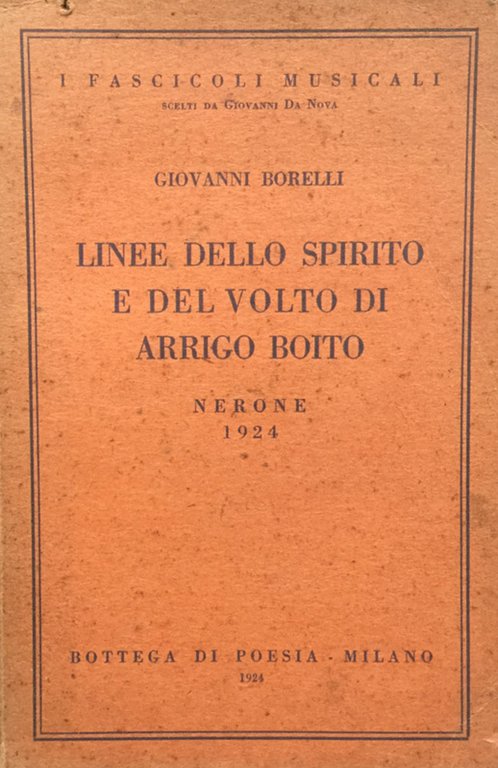 I FASCICOLI MUSICALI
SCELTI DA GIOVANNI DA NOVA
GIOVANNI BORELLI
LINEE DELLO SPIRITO
E DEL VOLTO DI
ARRIGO BOITO
NERONE
1924
BOTTEGA DI POESIA - MILANO
1924